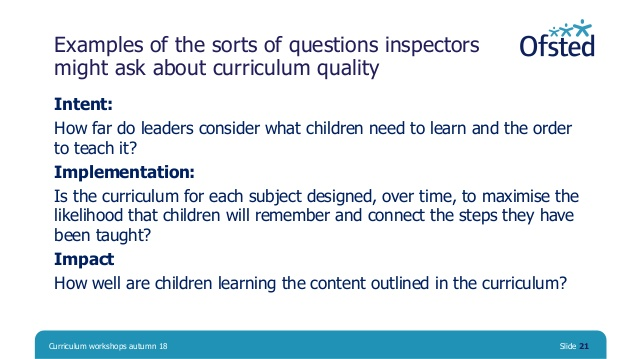 Examples of the sorts of questions inspectors
might ask about curriculum quality
Ofsted
Intent:
How far do leaders consider what children need to learn and the order
to teach it?
Implementation:
Is the curriculum for each subject designed, over time, to maximise the
likelihood that children will remember and connect the steps they have
been taught?
Impact
How well are children learning the content outlined in the curriculum?
Curriculum workshops autumn 18
Slide 21